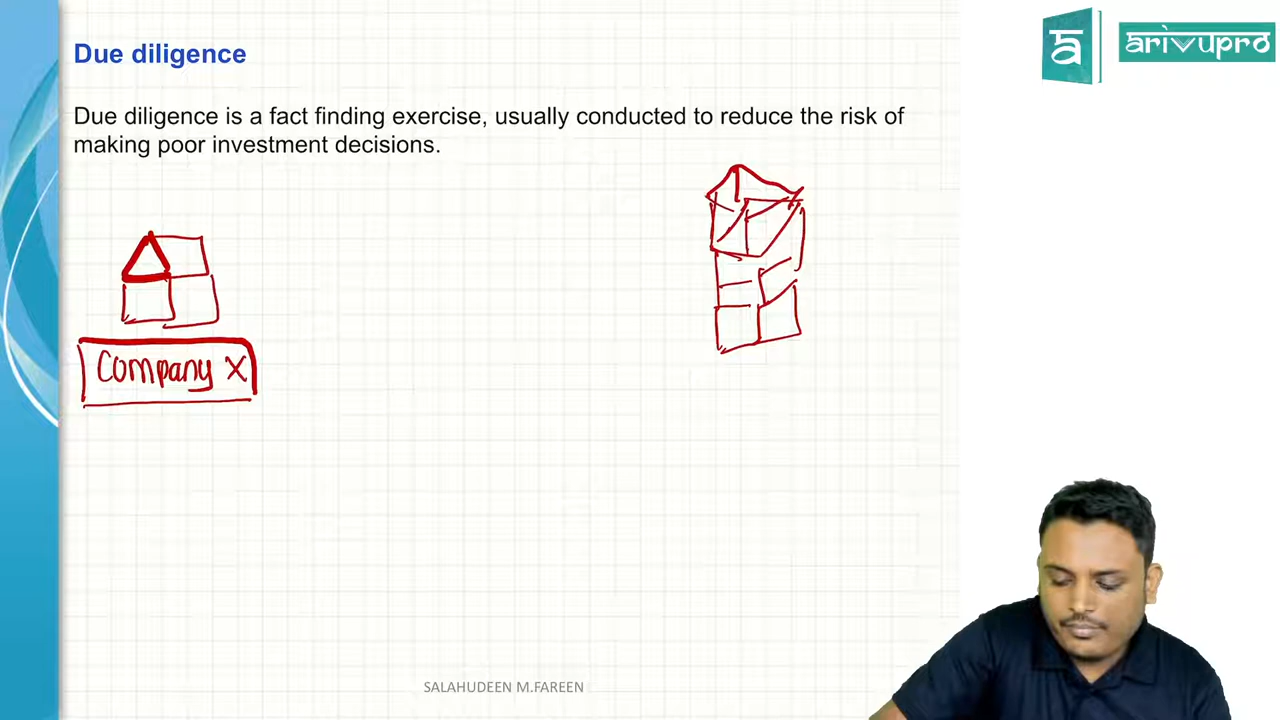 Due diligence
arivupro
Due diligence is a fact finding exercise, usually conducted to reduce the risk of
making poor investment decisions.
Company X
SALAHUDEEN M.FAREEN